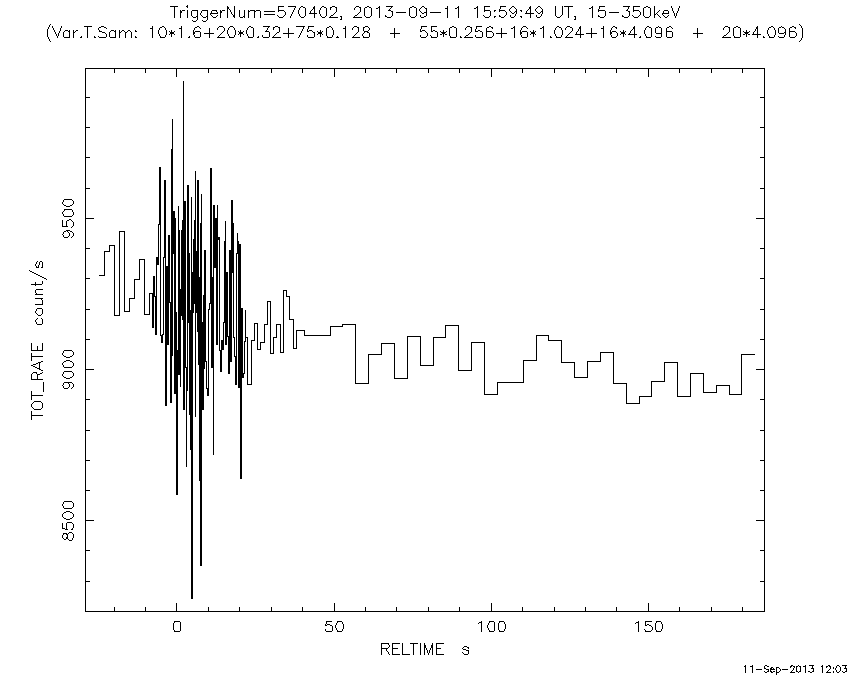 TriggerNum=570402, 2013-09-11 15:59:49 UT, 15-350keV
(Var.T.Sam: 10*1.6+20*0.32+75*0.128 + 55*0.256+16*1.024+16*4.096 + 20*4.096)
TOT_RATE count/s
9500
9000
8500
0 50 100 150
RELTIME s
11-Sep-2013 12:03